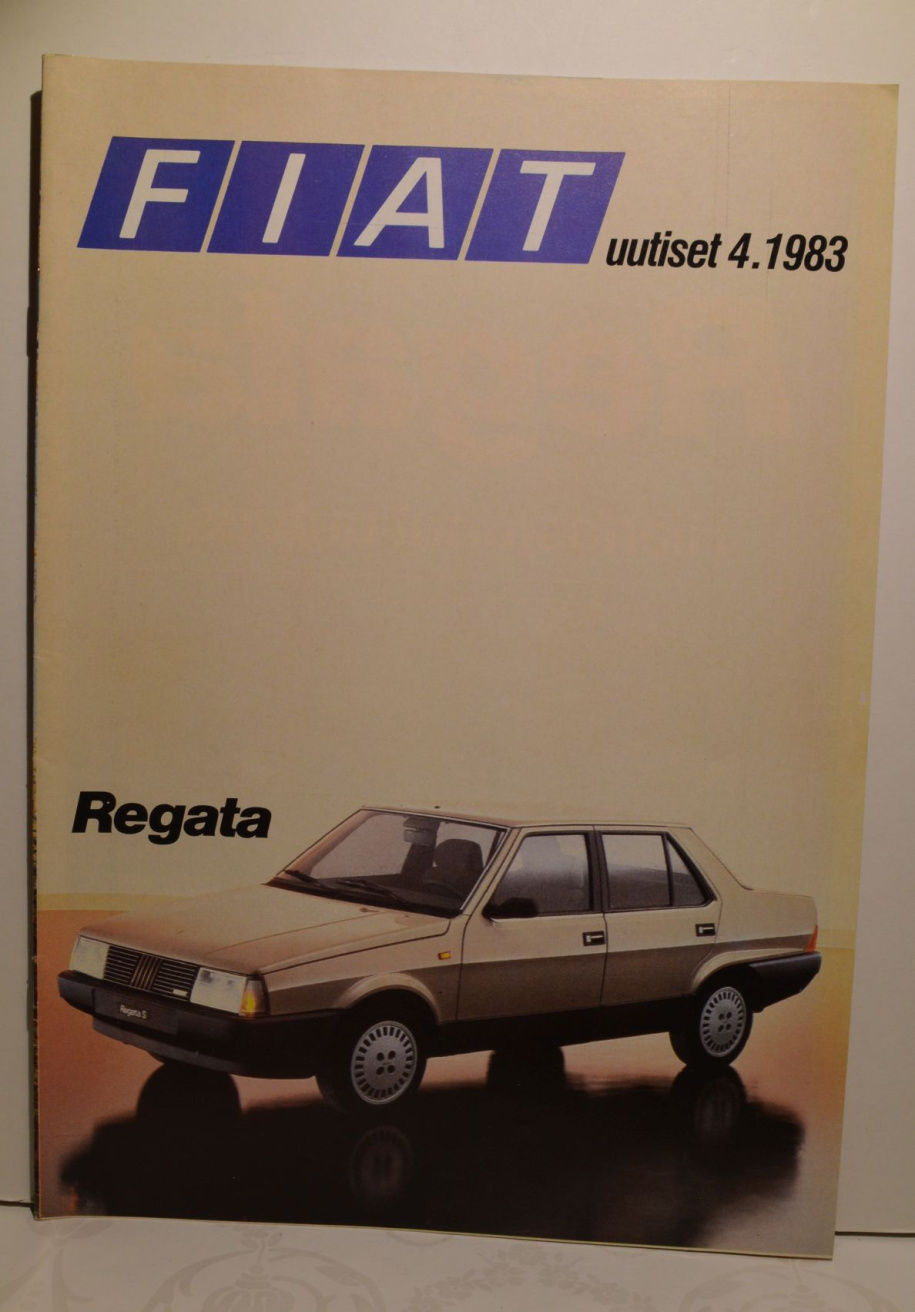 FIAT
uutiset 4.1983
Regata
Regata S